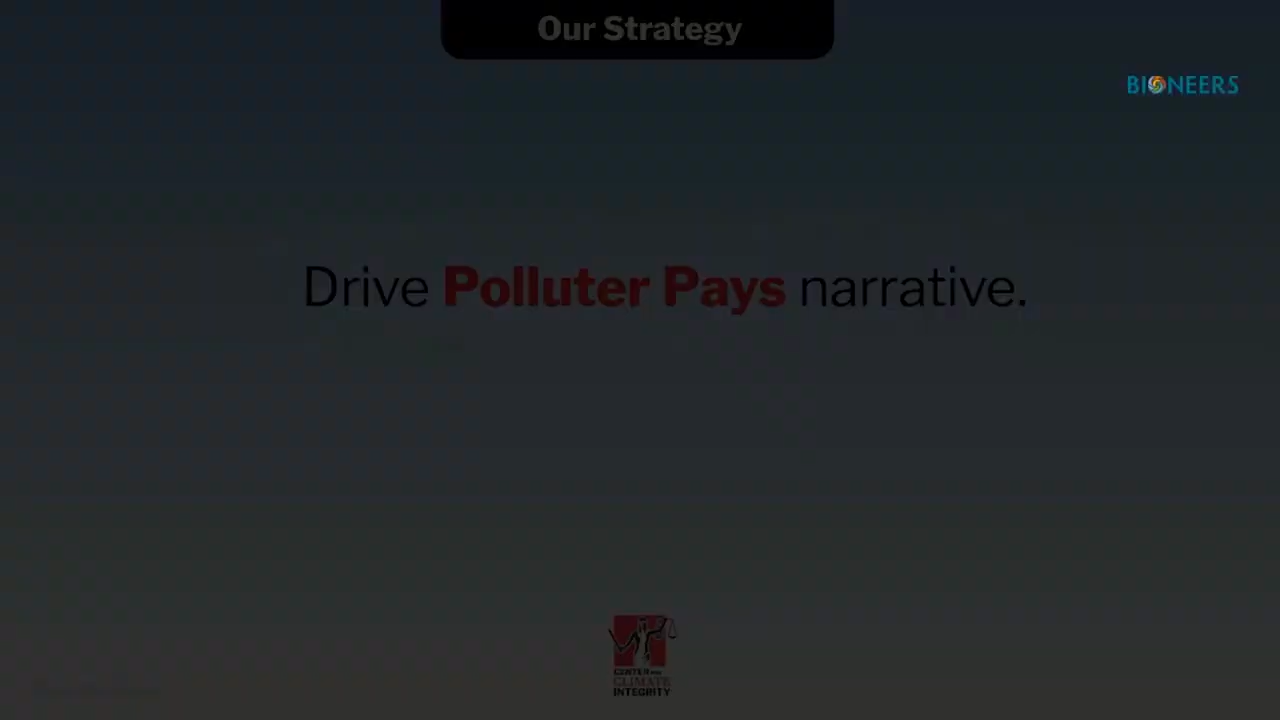 Our Strategy
BIONEERS
Drive Polluter Pays narrative.
CENTER FOR
CLIMATE
INTEGRITY